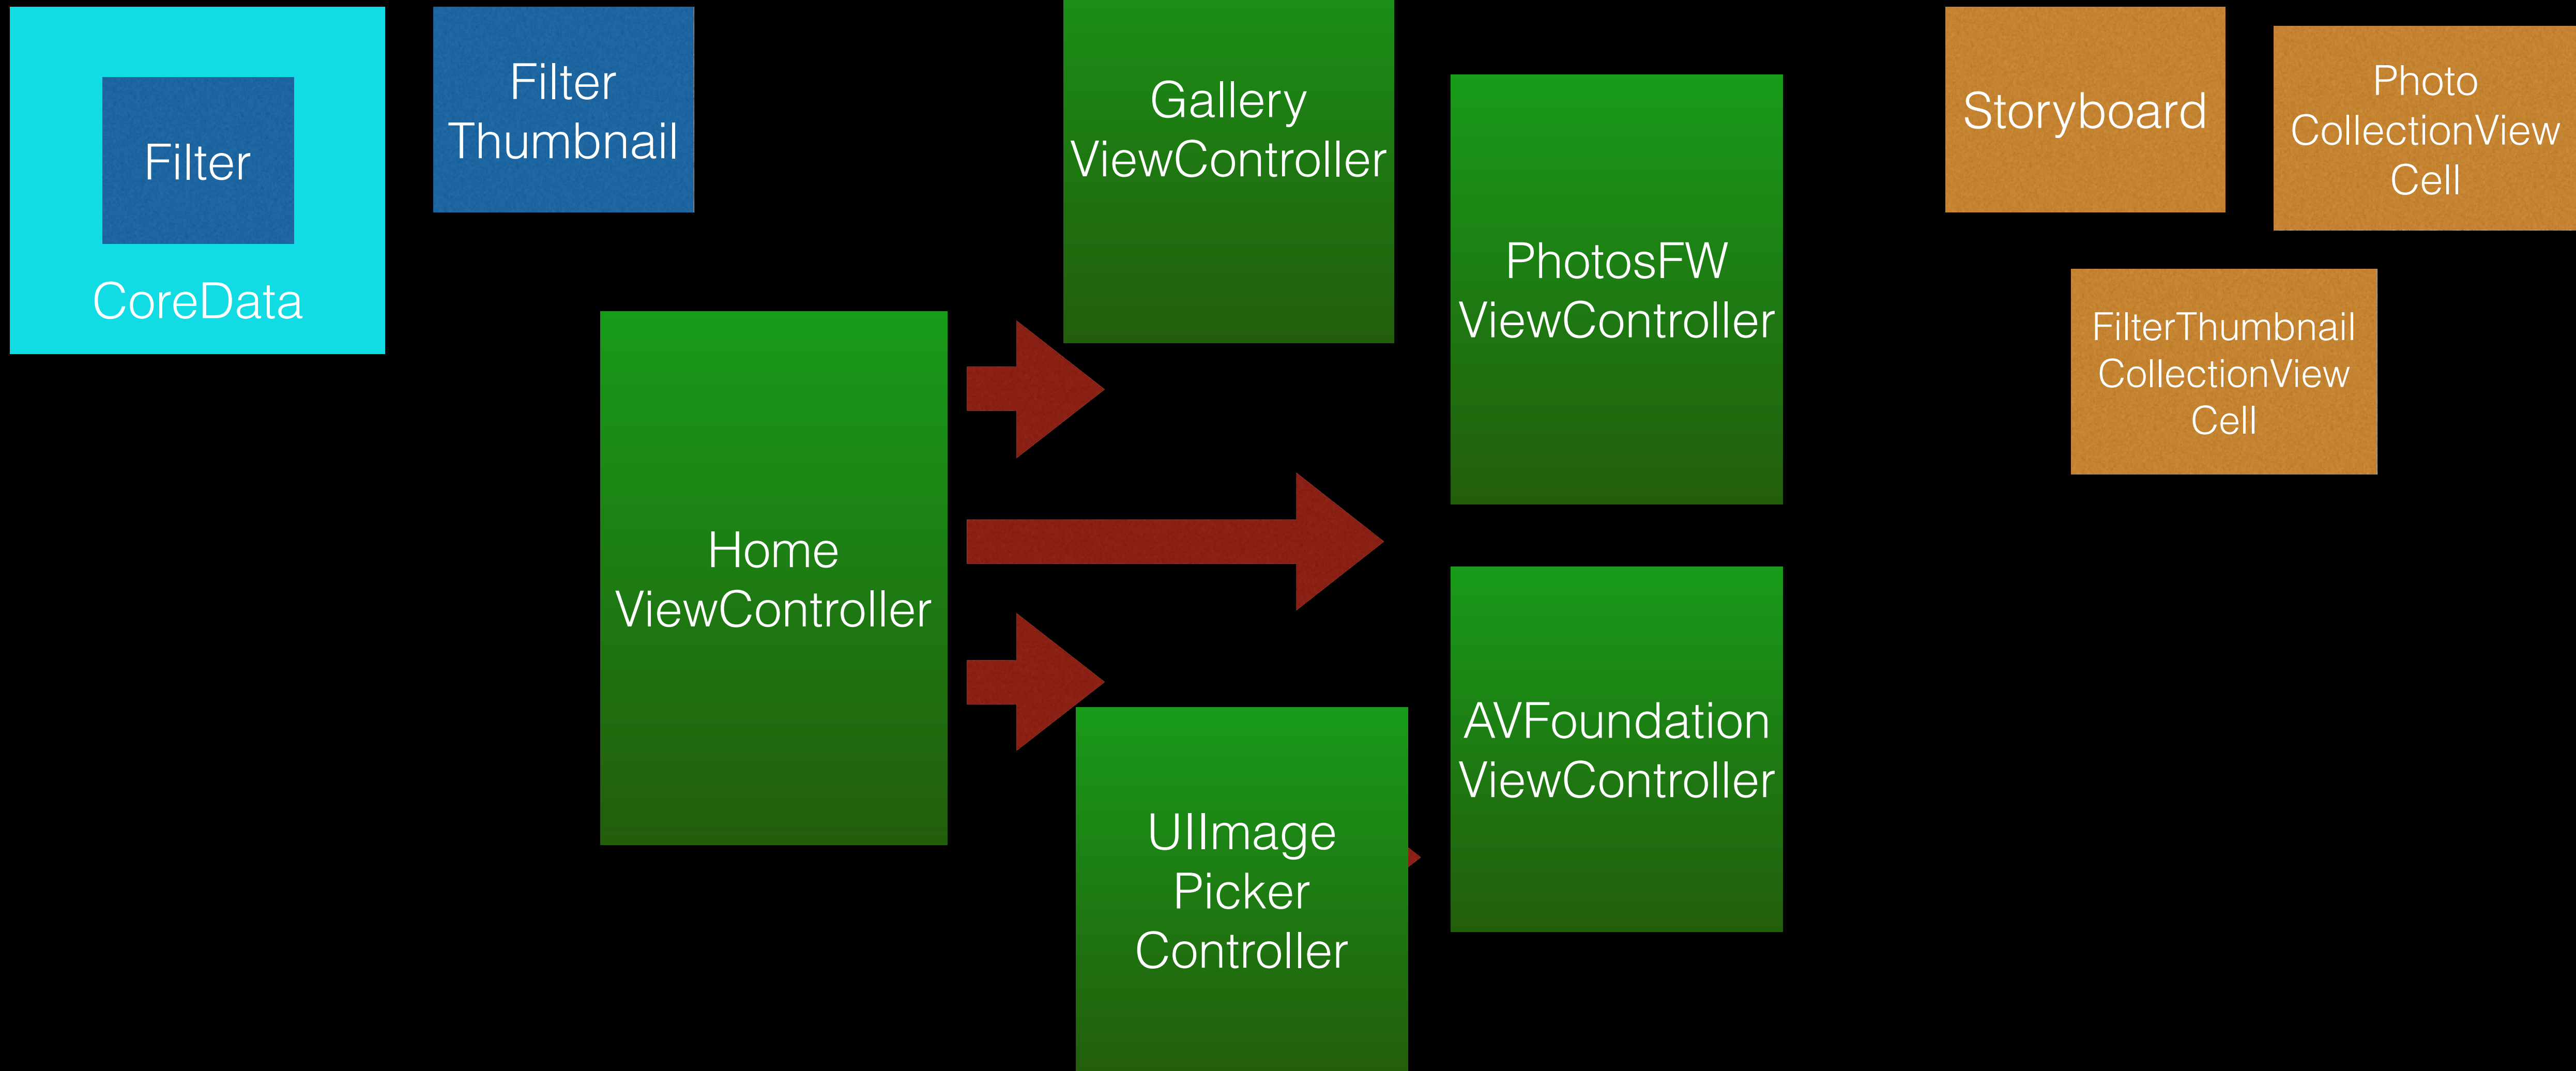 Filter
CoreData
Filter
Thumbnail
Home
ViewController
Gallery
ViewController
PhotosFW
ViewController
UIImage
Picker
Controller
AVFoundation
ViewController
Storyboard
Photo
CollectionView
Cell
FilterThumbnail
CollectionView
Cell